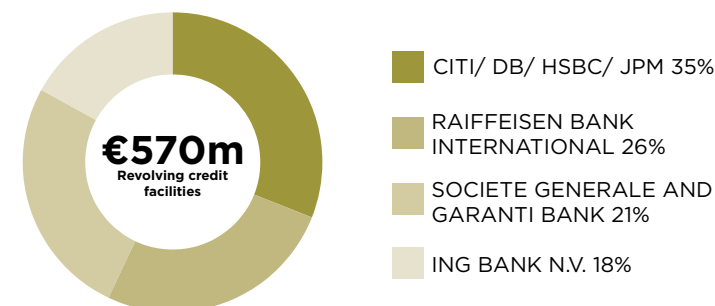 €570m
Revolving credit
facilities
CITI/ DB/ HSBC/ JPM 35%
RAIFFEISEN BANK
INTERNATIONAL 26%
SOCIETE GENERALE AND
GARANTI BANK 21%
ING BANK N.V. 18%